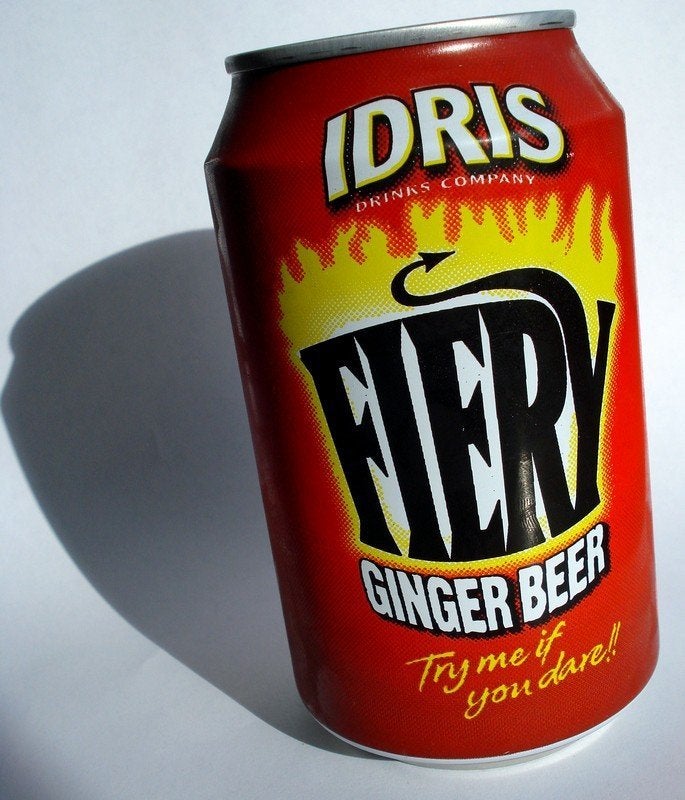 IDRIS
DRINKS COMPANY
FIERY
GINGER BEER
Try me if
you dare!!